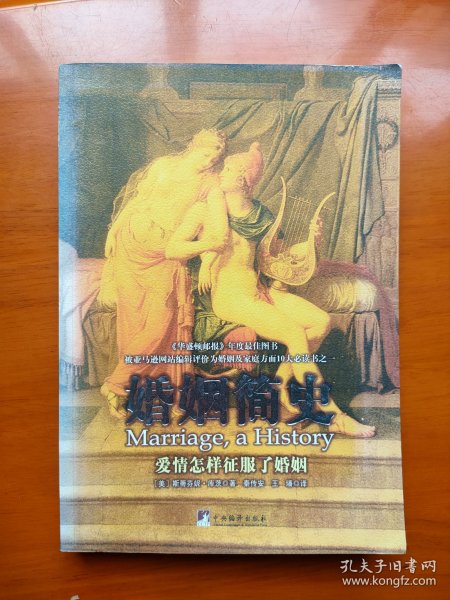 《华盛顿邮报》年度最佳图书
被亚马逊网站编辑评价为婚姻及家庭方面10大必读书之一
婚姻简史
Marriage, a History
爱情怎样征服了婚姻
[美] 斯蒂芬妮·库茨 著 秦传安 王璠 译
中央编译出版社
孔夫子旧书网
www.kongfz.com